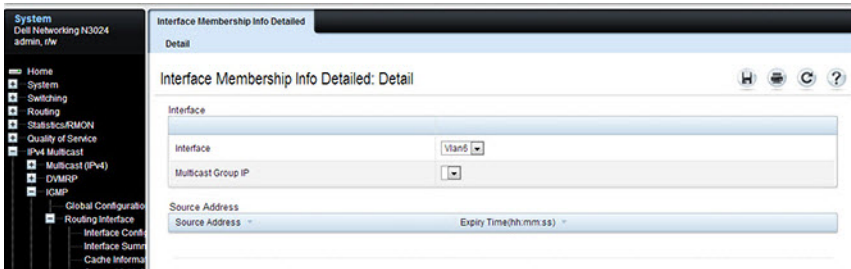 System
Dell Networking N3024
admin, r/w
Home
System
Switching
Routing
Statistics/RMON
Quality of Service
IPv4 Multicast
Multicast (IPv4)
DVMRP
IGMP
Global Configuratio
Routing Interface
Interface Config
Interface Summ
Cache Informa
Interface Membership Info Detailed
Detail
Interface Membership Info Detailed: Detail
Interface
Interface Vlan6
Multicast Group IP
Source Address
Source Address Expiry Time(hh:mm:ss)